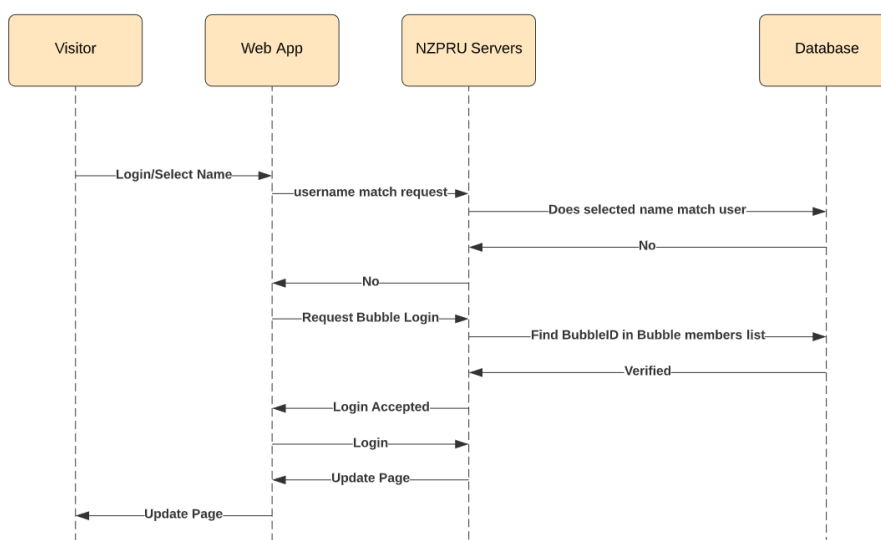 Visitor
Web App
NZPRU Servers
Database
Login/Select Name
username match request
Does selected name match user
No
No
Request Bubble Login
Find BubbleID in Bubble members list
Verified
Login Accepted
Login
Update Page
Update Page